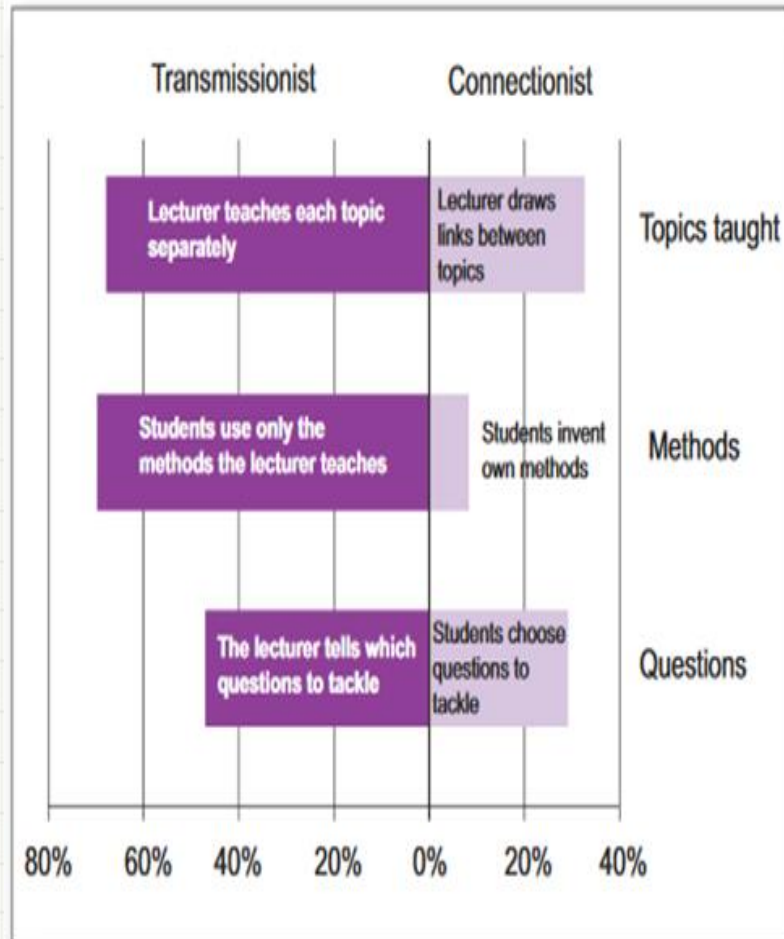 Transmissionist
Connectionist
Lecturer teaches each topic
separately
Lecturer draws
links between
topics
Topics taught
Students use only the
methods the lecturer teaches
Students invent
own methods
Methods
The lecturer tells which
questions to tackle
Students choose
questions to
tackle
Questions
80% 60% 40% 20% 0% 20% 40%